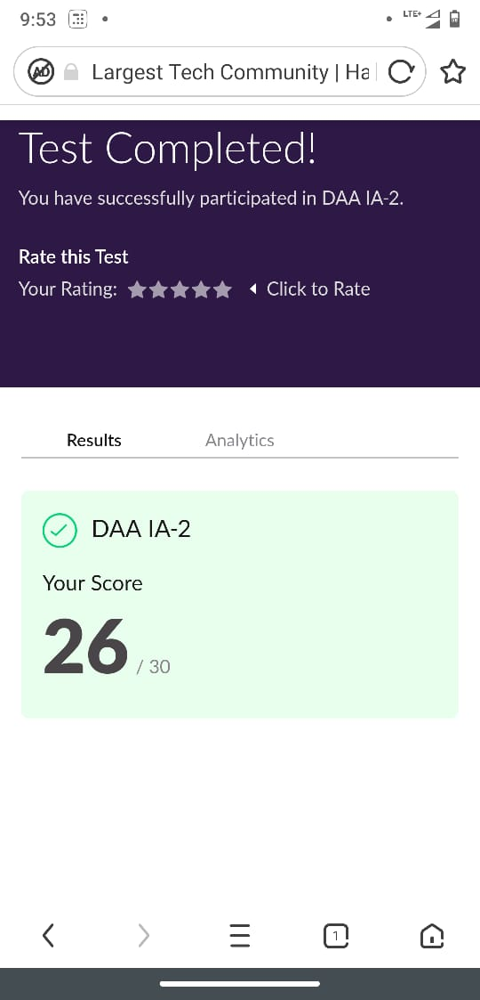 9:53
LTE+
AD
Largest Tech Community | Ha
Test Completed!
You have successfully participated in DAA IA-2.
Rate this Test
Your Rating: Click to Rate
Results Analytics
DAA IA-2
Your Score
26 / 30
1